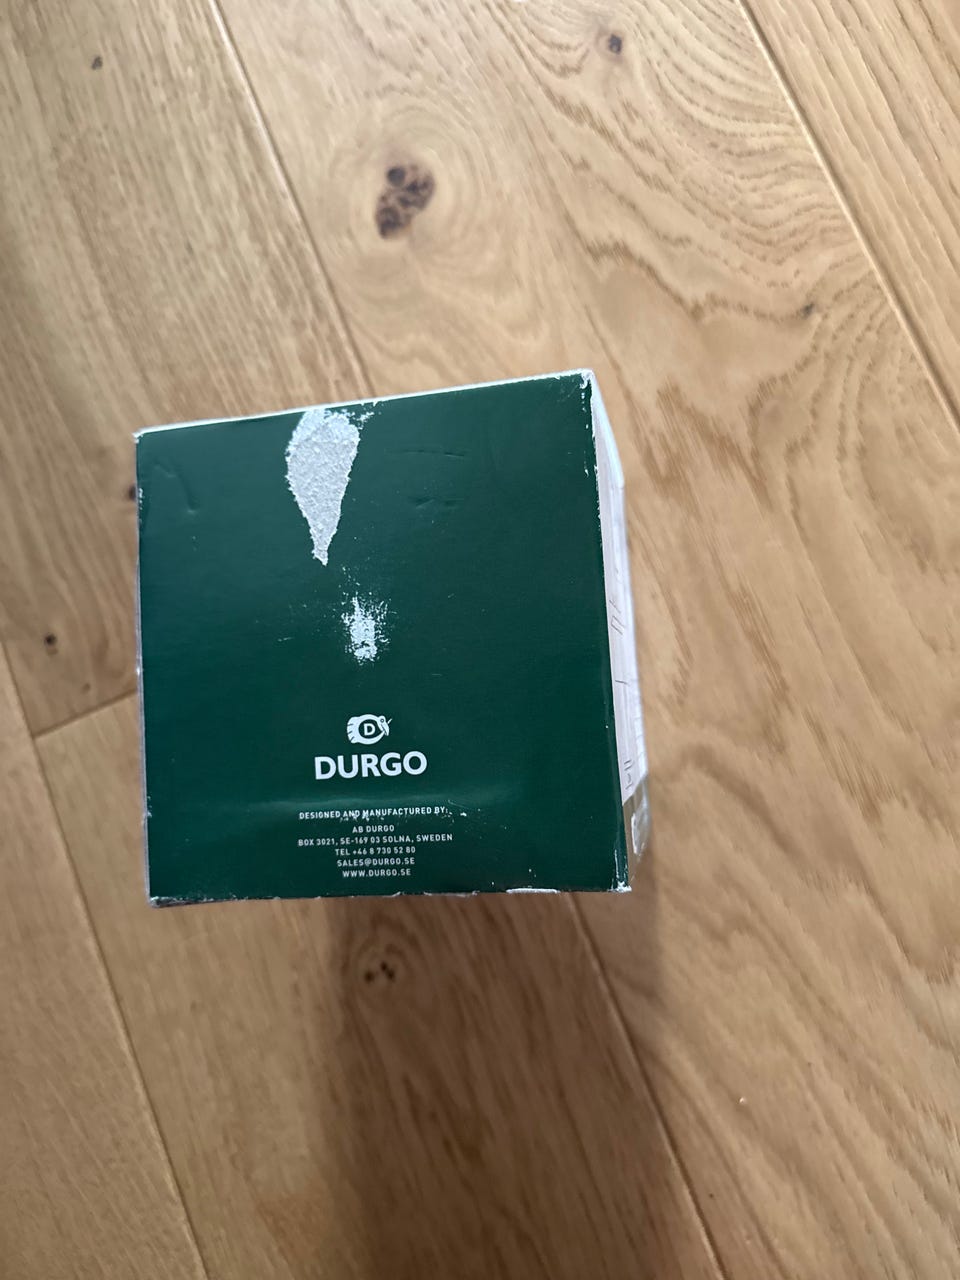 D
DURGO
DESIGNED AND MANUFACTURED BY:
AB DURGO
BOX 3021, SE-169 03 SOLNA, SWEDEN
TEL +46 8 730 52 80
SALES@DURGO.SE
WWW.DURGO.SE